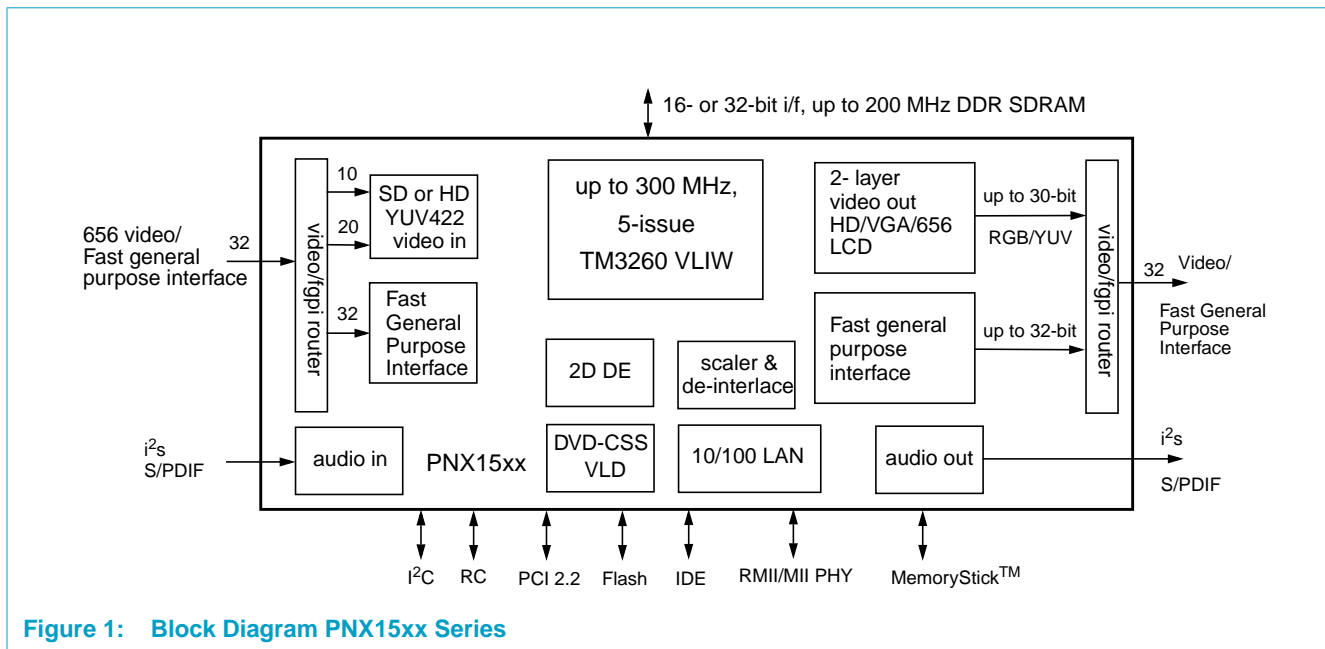 16- or 32-bit i/f, up to 200 MHz DDR SDRAM
656 video/
Fast general
purpose interface
32
video/fgpi router
10
20
32
SD or HD
YUV422
video in
Fast
General
Purpose
Interface
up to 300 MHz,
5-issue
TM3260 VLIW
2- layer
video out
HD/VGA/656
LCD
up to 30-bit
RGB/YUV
Fast general
purpose
interface
up to 32-bit
video/fgpi router
32
Video/
Fast General
Purpose
Interface
2D DE
scaler &
de-interlace
i²s
S/PDIF
audio in
PNX15xx
DVD-CSS
VLD
10/100 LAN
audio out
i²s
S/PDIF
I²C
RC
PCI 2.2
Flash
IDE
RMII/MII PHY
MemoryStick™
Figure 1: Block Diagram PNX15xx Series